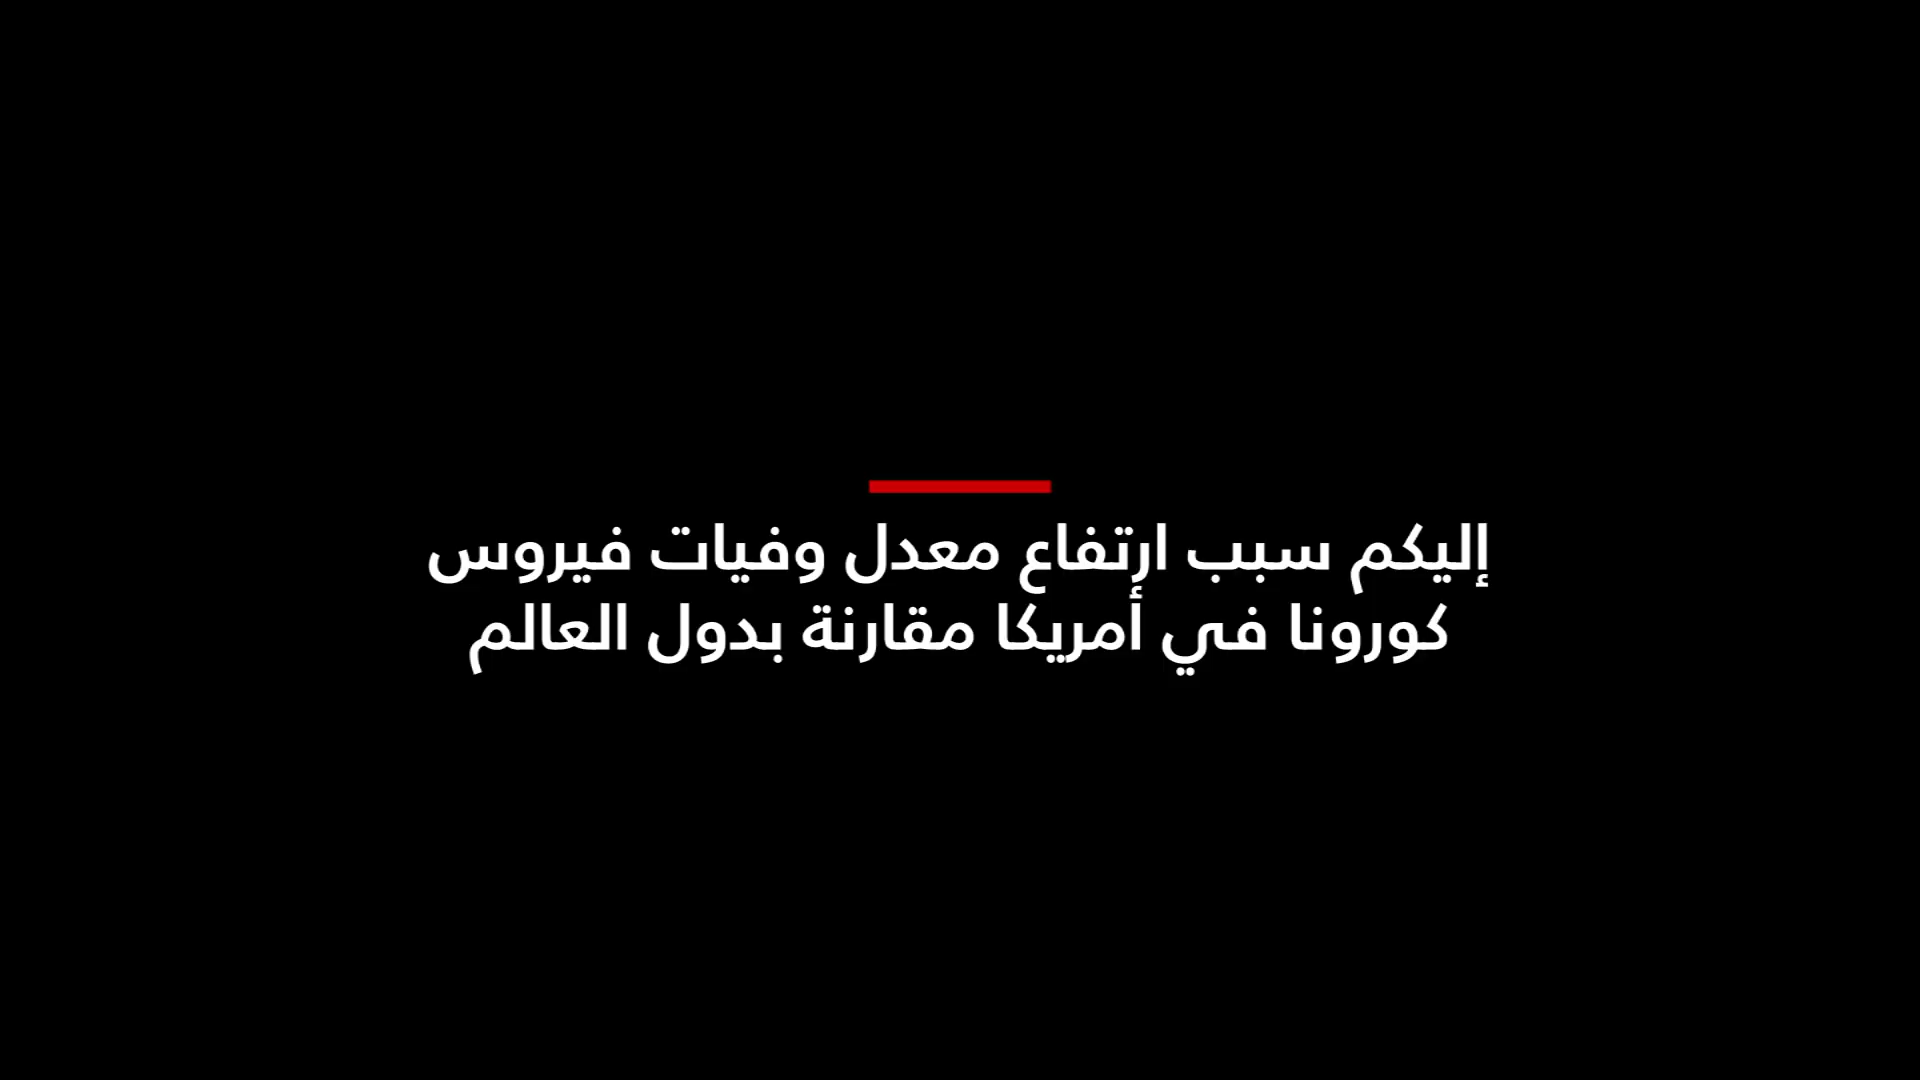 إليكم سبب ارتفاع معدل وفيات فيروس
كورونا في أمريكا مقارنة بدول العالم